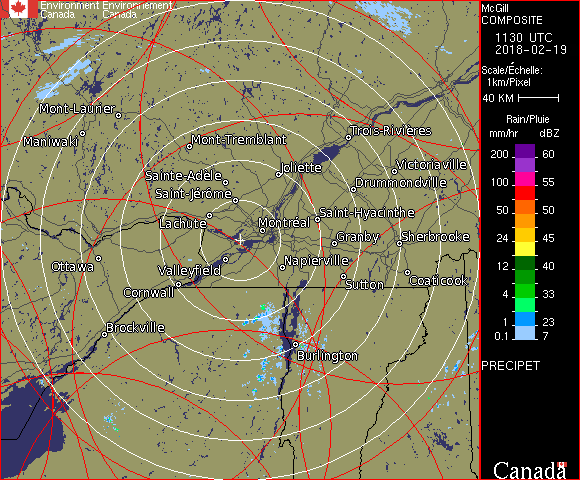 Environment Environnement
Canada Canada
McGill
COMPOSITE
1130 UTC
2018-02-19
Scale/Échelle:
1km/Pixel
40 KM
Rain/Pluie
mm/hr dBZ
200 60
155
100 55
50 50
24 45
12 40
4 33
1 23
0.1 7
PRECIPET
Canada
Mont-Laurier
Maniwaki
Mont-Tremblant
Trois-Rivières
Joliette
Victoriaville
Sainte-Adèle
Drummondville
Saint-Jérôme
Lachute
Saint-Hyacinthe
Montréal
Granby
Sherbrooke
Ottawa
Valleyfield
Napierville
Cornwall
Sutton
Coaticook
Brockville
Burlington